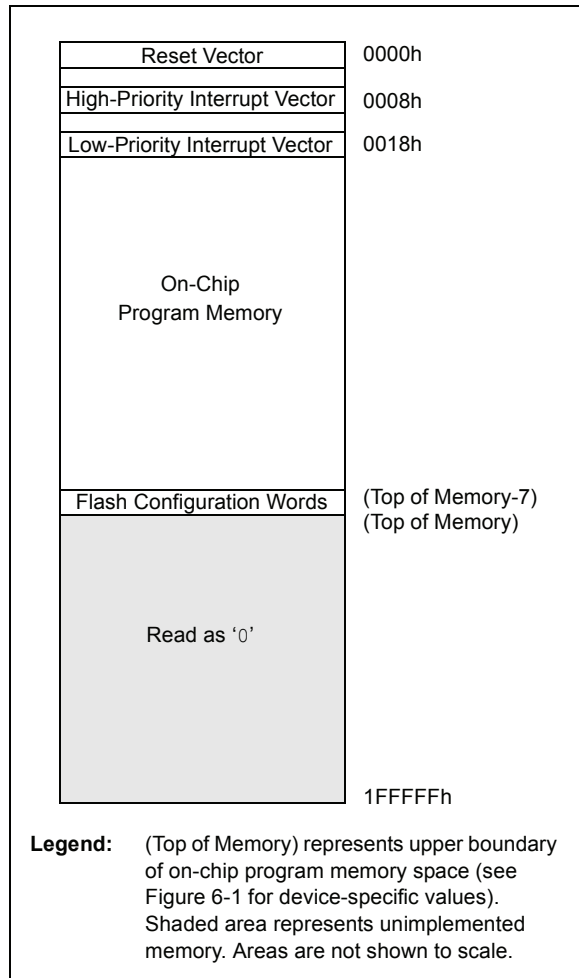 Reset Vector 0000h
High-Priority Interrupt Vector 0008h
Low-Priority Interrupt Vector 0018h
On-Chip
Program Memory
Flash Configuration Words (Top of Memory-7)
(Top of Memory)
Read as ‘0’
1FFFFFh
Legend: (Top of Memory) represents upper boundary
of on-chip program memory space (see
Figure 6-1 for device-specific values).
Shaded area represents unimplemented
memory. Areas are not shown to scale.